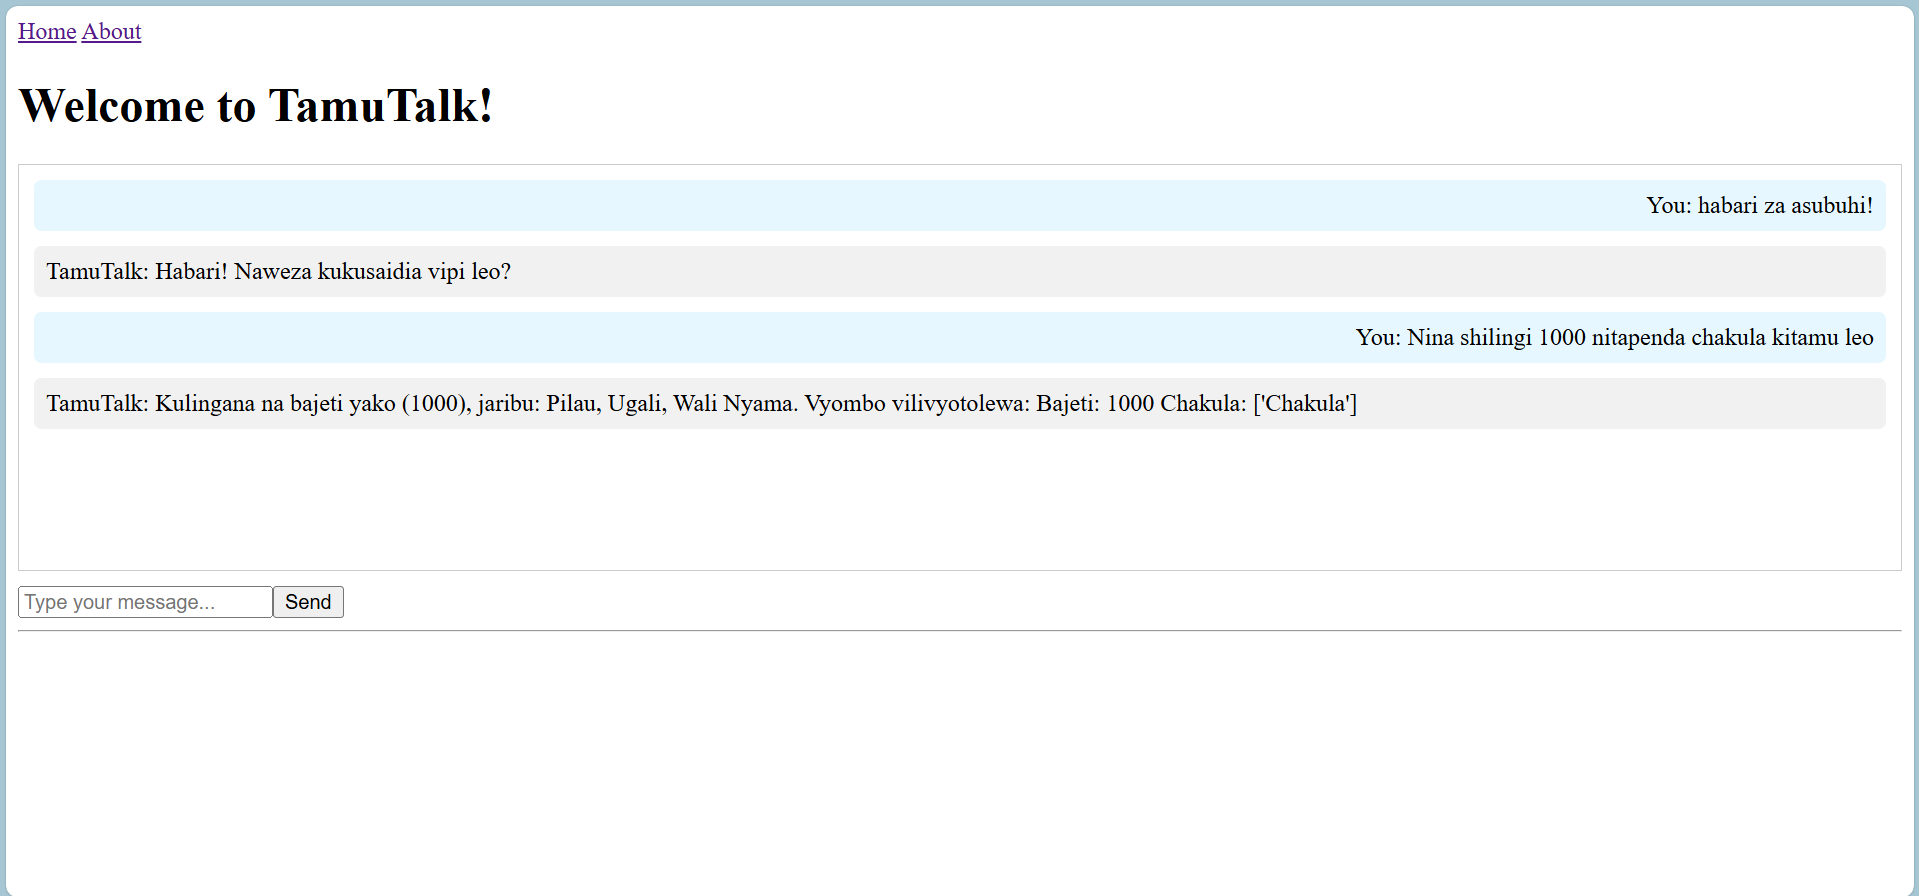 Home About
Welcome to TamuTalk!
You: habari za asubuhi!
TamuTalk: Habari! Naweza kukusaidia vipi leo?
You: Nina shilingi 1000 nitapenda chakula kitamu leo
TamuTalk: Kulingana na bajeti yako (1000), jaribu: Pilau, Ugali, Wali Nyama. Vyombo vilivyotolewa: Bajeti: 1000 Chakula: ['Chakula']
Type your message... Send